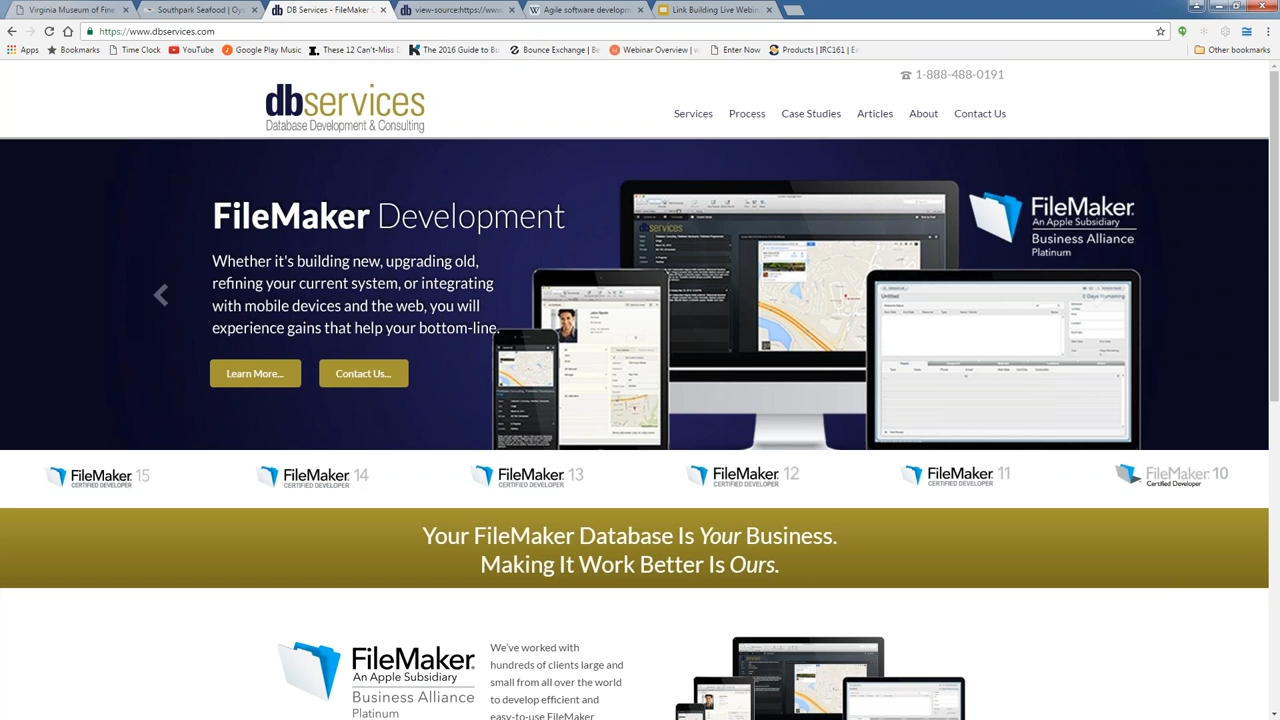 Virginia Museum of Fine
Southpark Seafood | Oys
DB Services - FileMaker C
view-source:https://www.
Agile software developm
Link Building Live Webin
https://www.dbservices.com
Apps
Bookmarks
Time Clock
YouTube
Google Play Music
These 12 Can't-Miss D
The 2016 Guide to Bu
Bounce Exchange | Be
Webinar Overview | w
Enter Now
Products | IRC161 | Ex
Other bookmarks
1-888-488-0191
dbservices
Database Development & Consulting
Services
Process
Case Studies
Articles
About
Contact Us
FileMaker Development
Whether it's building new, upgrading old,
refining your current system, or integrating
with mobile devices and the web, you will
experience gains that impact your bottom-line.
Learn More...
Contact Us...
FileMaker
An Apple Subsidiary
Business Alliance
Platinum
dbservices
Untitled
FileMaker 15
CERTIFIED DEVELOPER
FileMaker 14
CERTIFIED DEVELOPER
FileMaker 13
CERTIFIED DEVELOPER
FileMaker 12
CERTIFIED DEVELOPER
FileMaker 11
CERTIFIED DEVELOPER
FileMaker 10
Certified Developer
Your FileMaker Database Is Your Business.
Making It Work Better Is Ours.
FileMaker
An Apple Subsidiary
Business Alliance
Platinum
We've worked with
hundreds of clients large and
small from all over the world
to develop efficient and
easy-to-use FileMaker